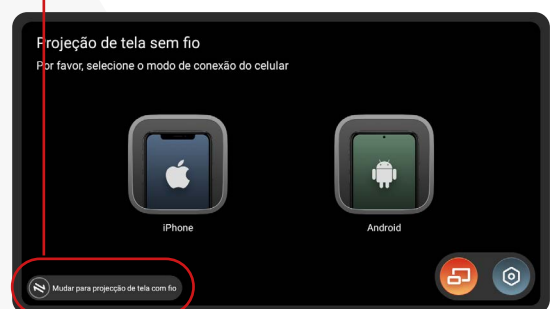 Projeção de tela sem fio
Por favor, selecione o modo de conexão do celular
iPhone
Android
Mudar para projecção de tela com fio